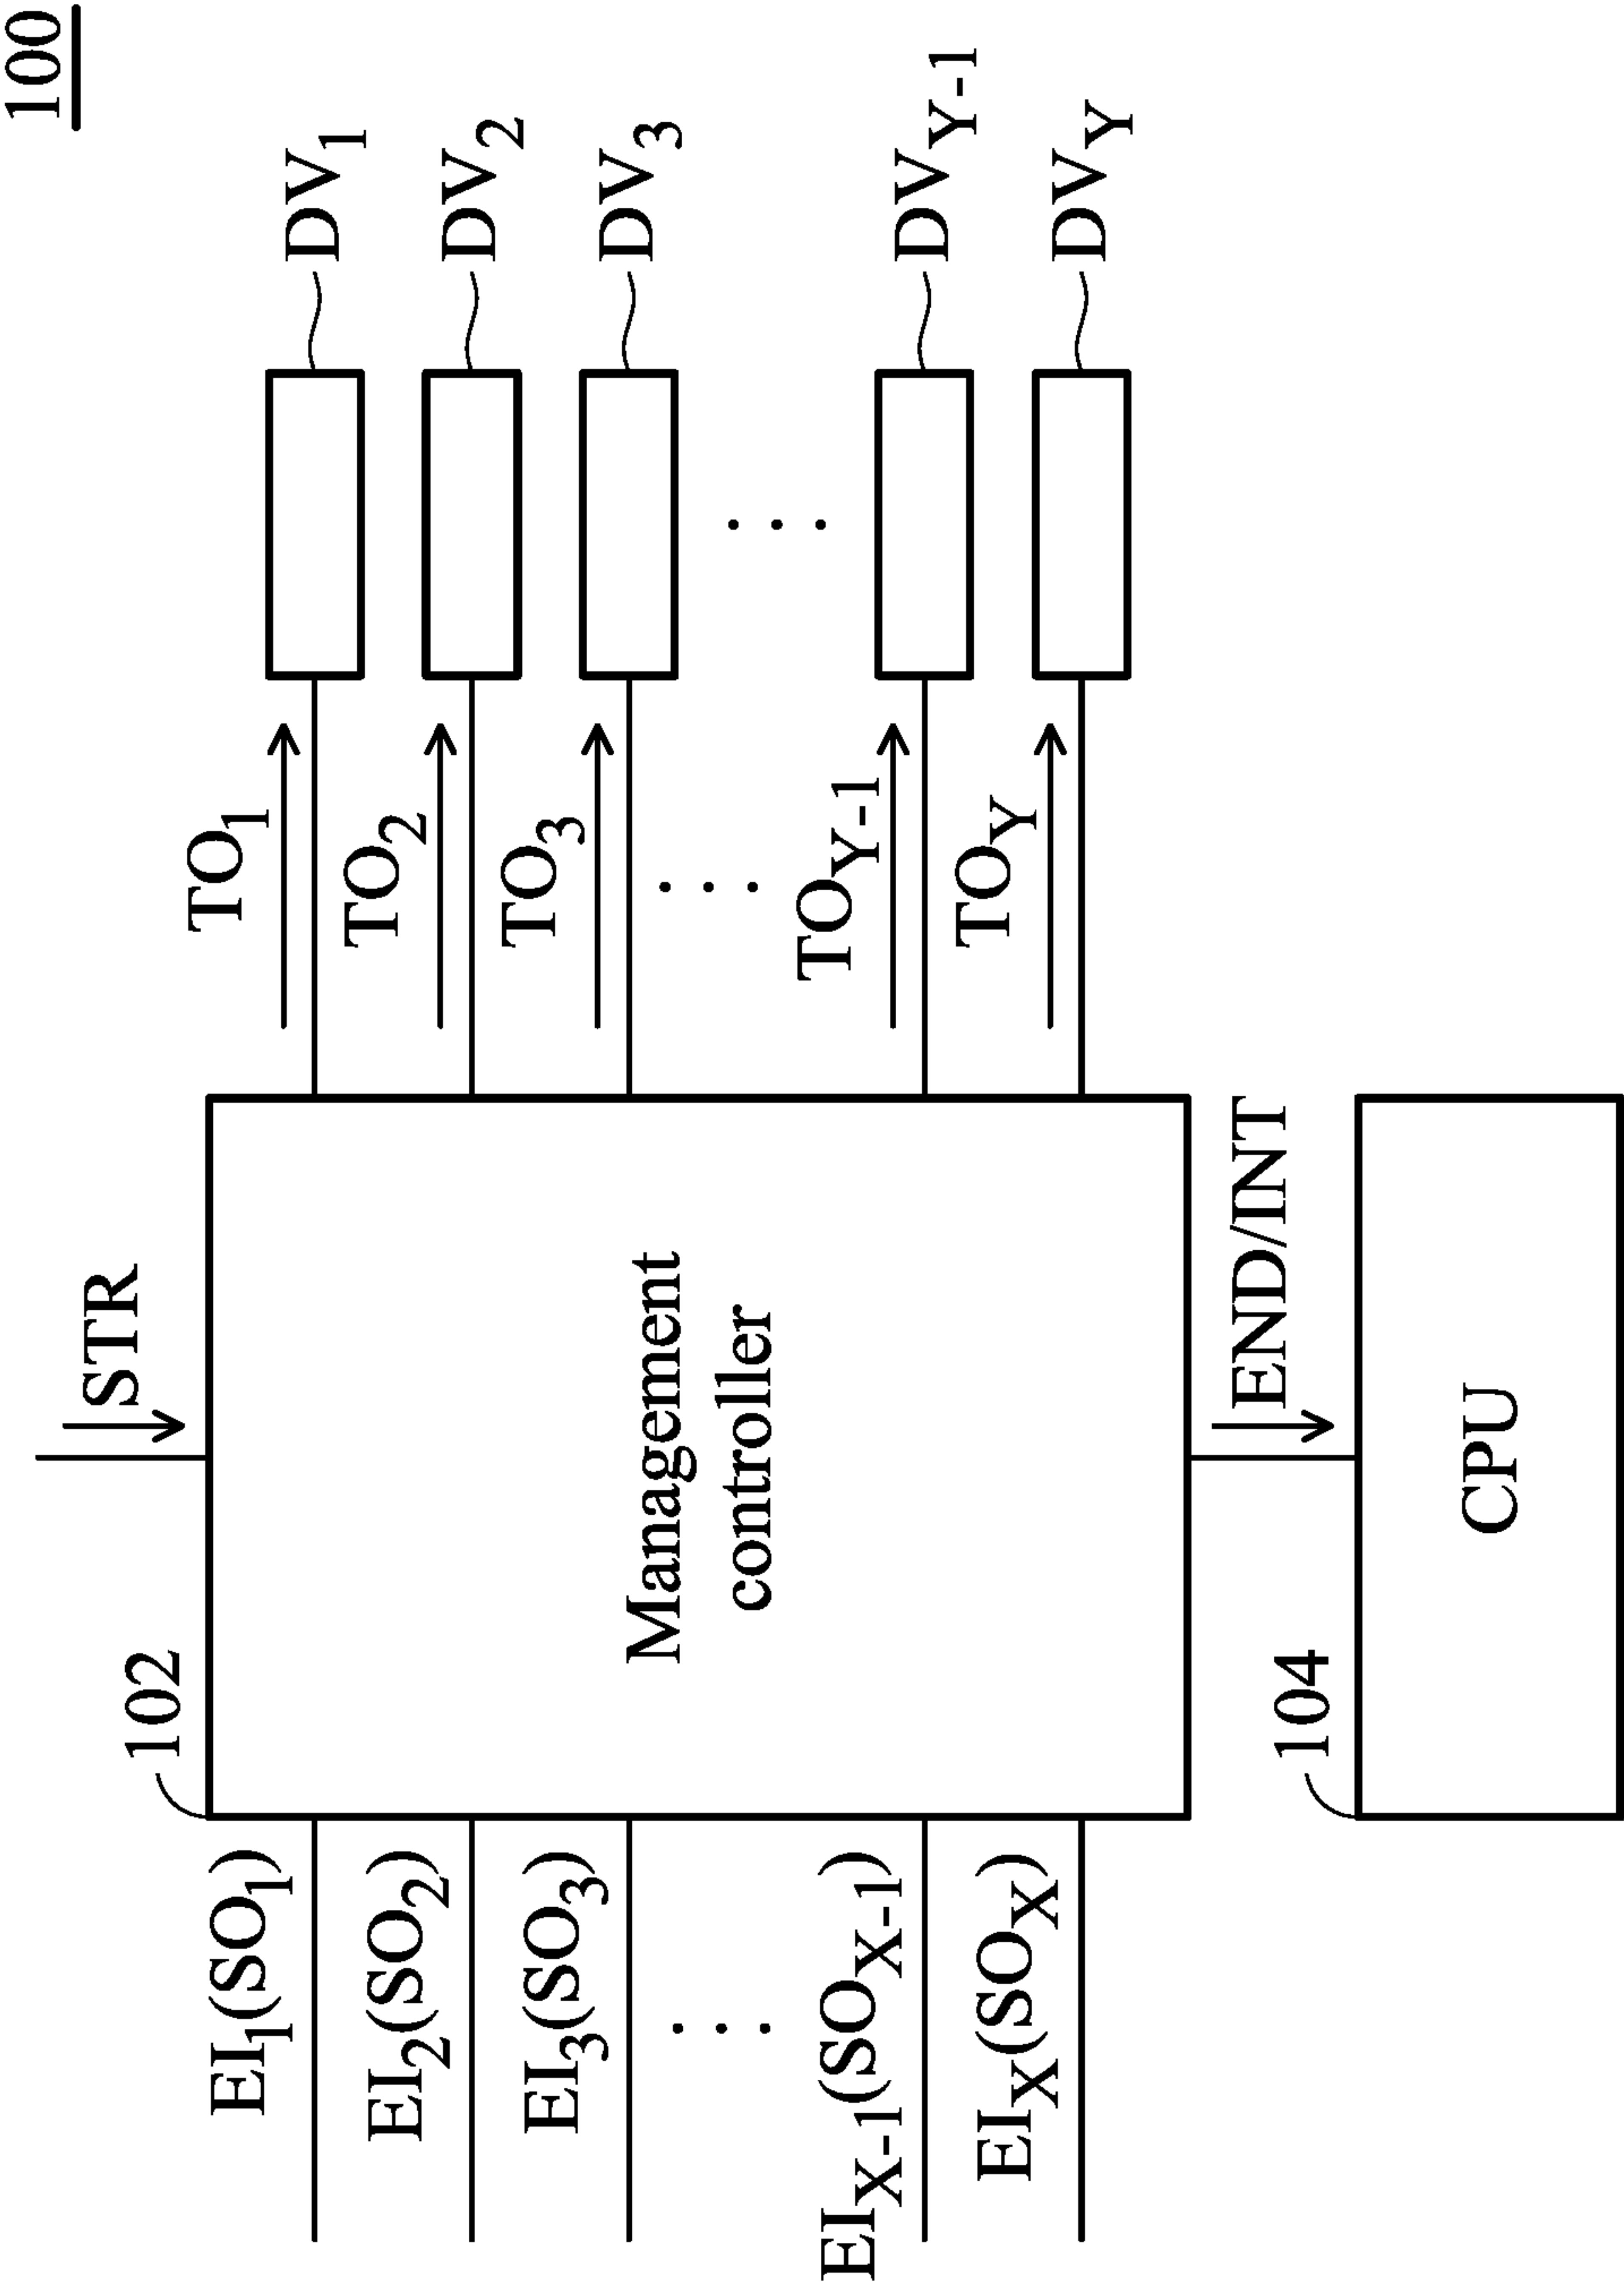 100
STR
102
EI1(SO1)
EI2(SO2)
EI3(SO3)
...
EIX-1(SOX-1)
EIX(SOX)
Management
controller
TO1
TO2
TO3
...
TOY-1
TOY
DV1
DV2
DV3
...
DVY-1
DVY
END/INT
104
CPU